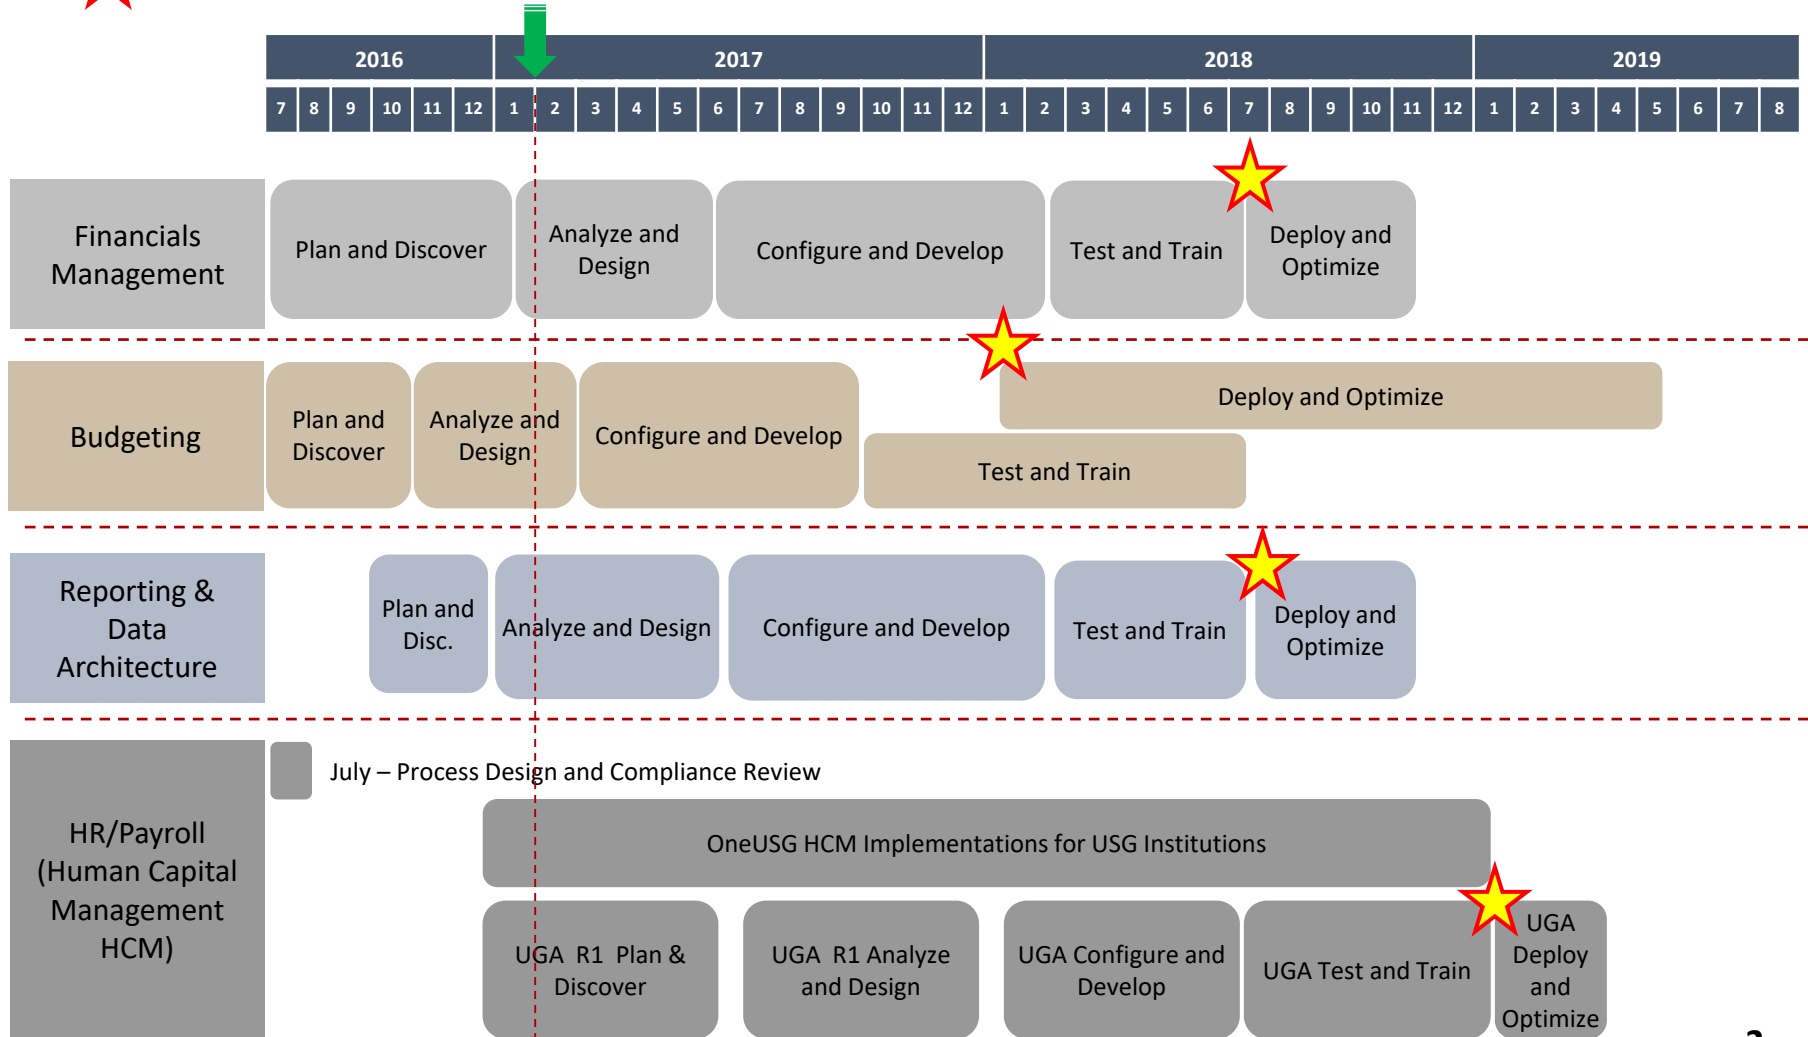 2016 2017 2018 2019
7 8 9 10 11 12 1 2 3 4 5 6 7 8 9 10 11 12 1 2 3 4 5 6 7 8 9 10 11 12 1 2 3 4 5 6 7 8
Financials
Management
Plan and Discover
Analyze and
Design
Configure and Develop
Test and Train
Deploy and
Optimize
Budgeting
Plan and
Discover
Analyze and
Design
Configure and Develop
Deploy and Optimize
Test and Train
Reporting &
Data
Architecture
Plan and
Disc.
Analyze and Design
Configure and Develop
Test and Train
Deploy and
Optimize
HR/Payroll
(Human Capital
Management
HCM)
July – Process Design and Compliance Review
OneUSG HCM Implementations for USG Institutions
UGA R1 Plan &
Discover
UGA R1 Analyze
and Design
UGA Configure and
Develop
UGA Test and Train
UGA
Deploy
and
Optimize